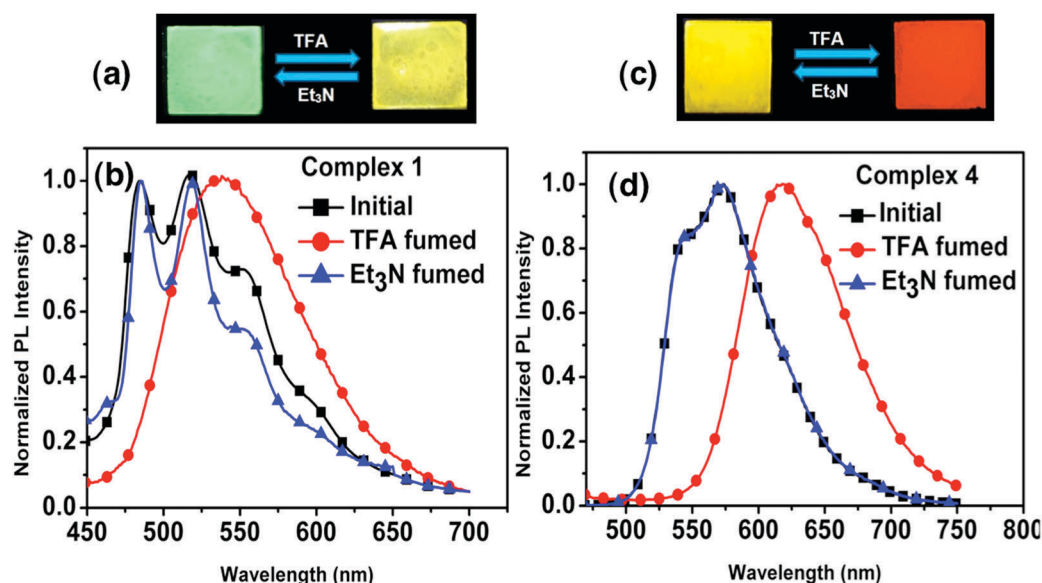 (a)
TFA
Et₃N
(c)
TFA
Et₃N
(b)
Complex 1
Initial
TFA fumed
Et₃N fumed
Normalized PL Intensity
1.0
0.8
0.6
0.4
0.2
0.0
450 500 550 600 650 700
Wavelength (nm)
(d)
Complex 4
Initial
TFA fumed
Et₃N fumed
Normalized PL Intensity
1.0
0.8
0.6
0.4
0.2
0.0
500 550 600 650 700 750 800
Wavelength (nm)